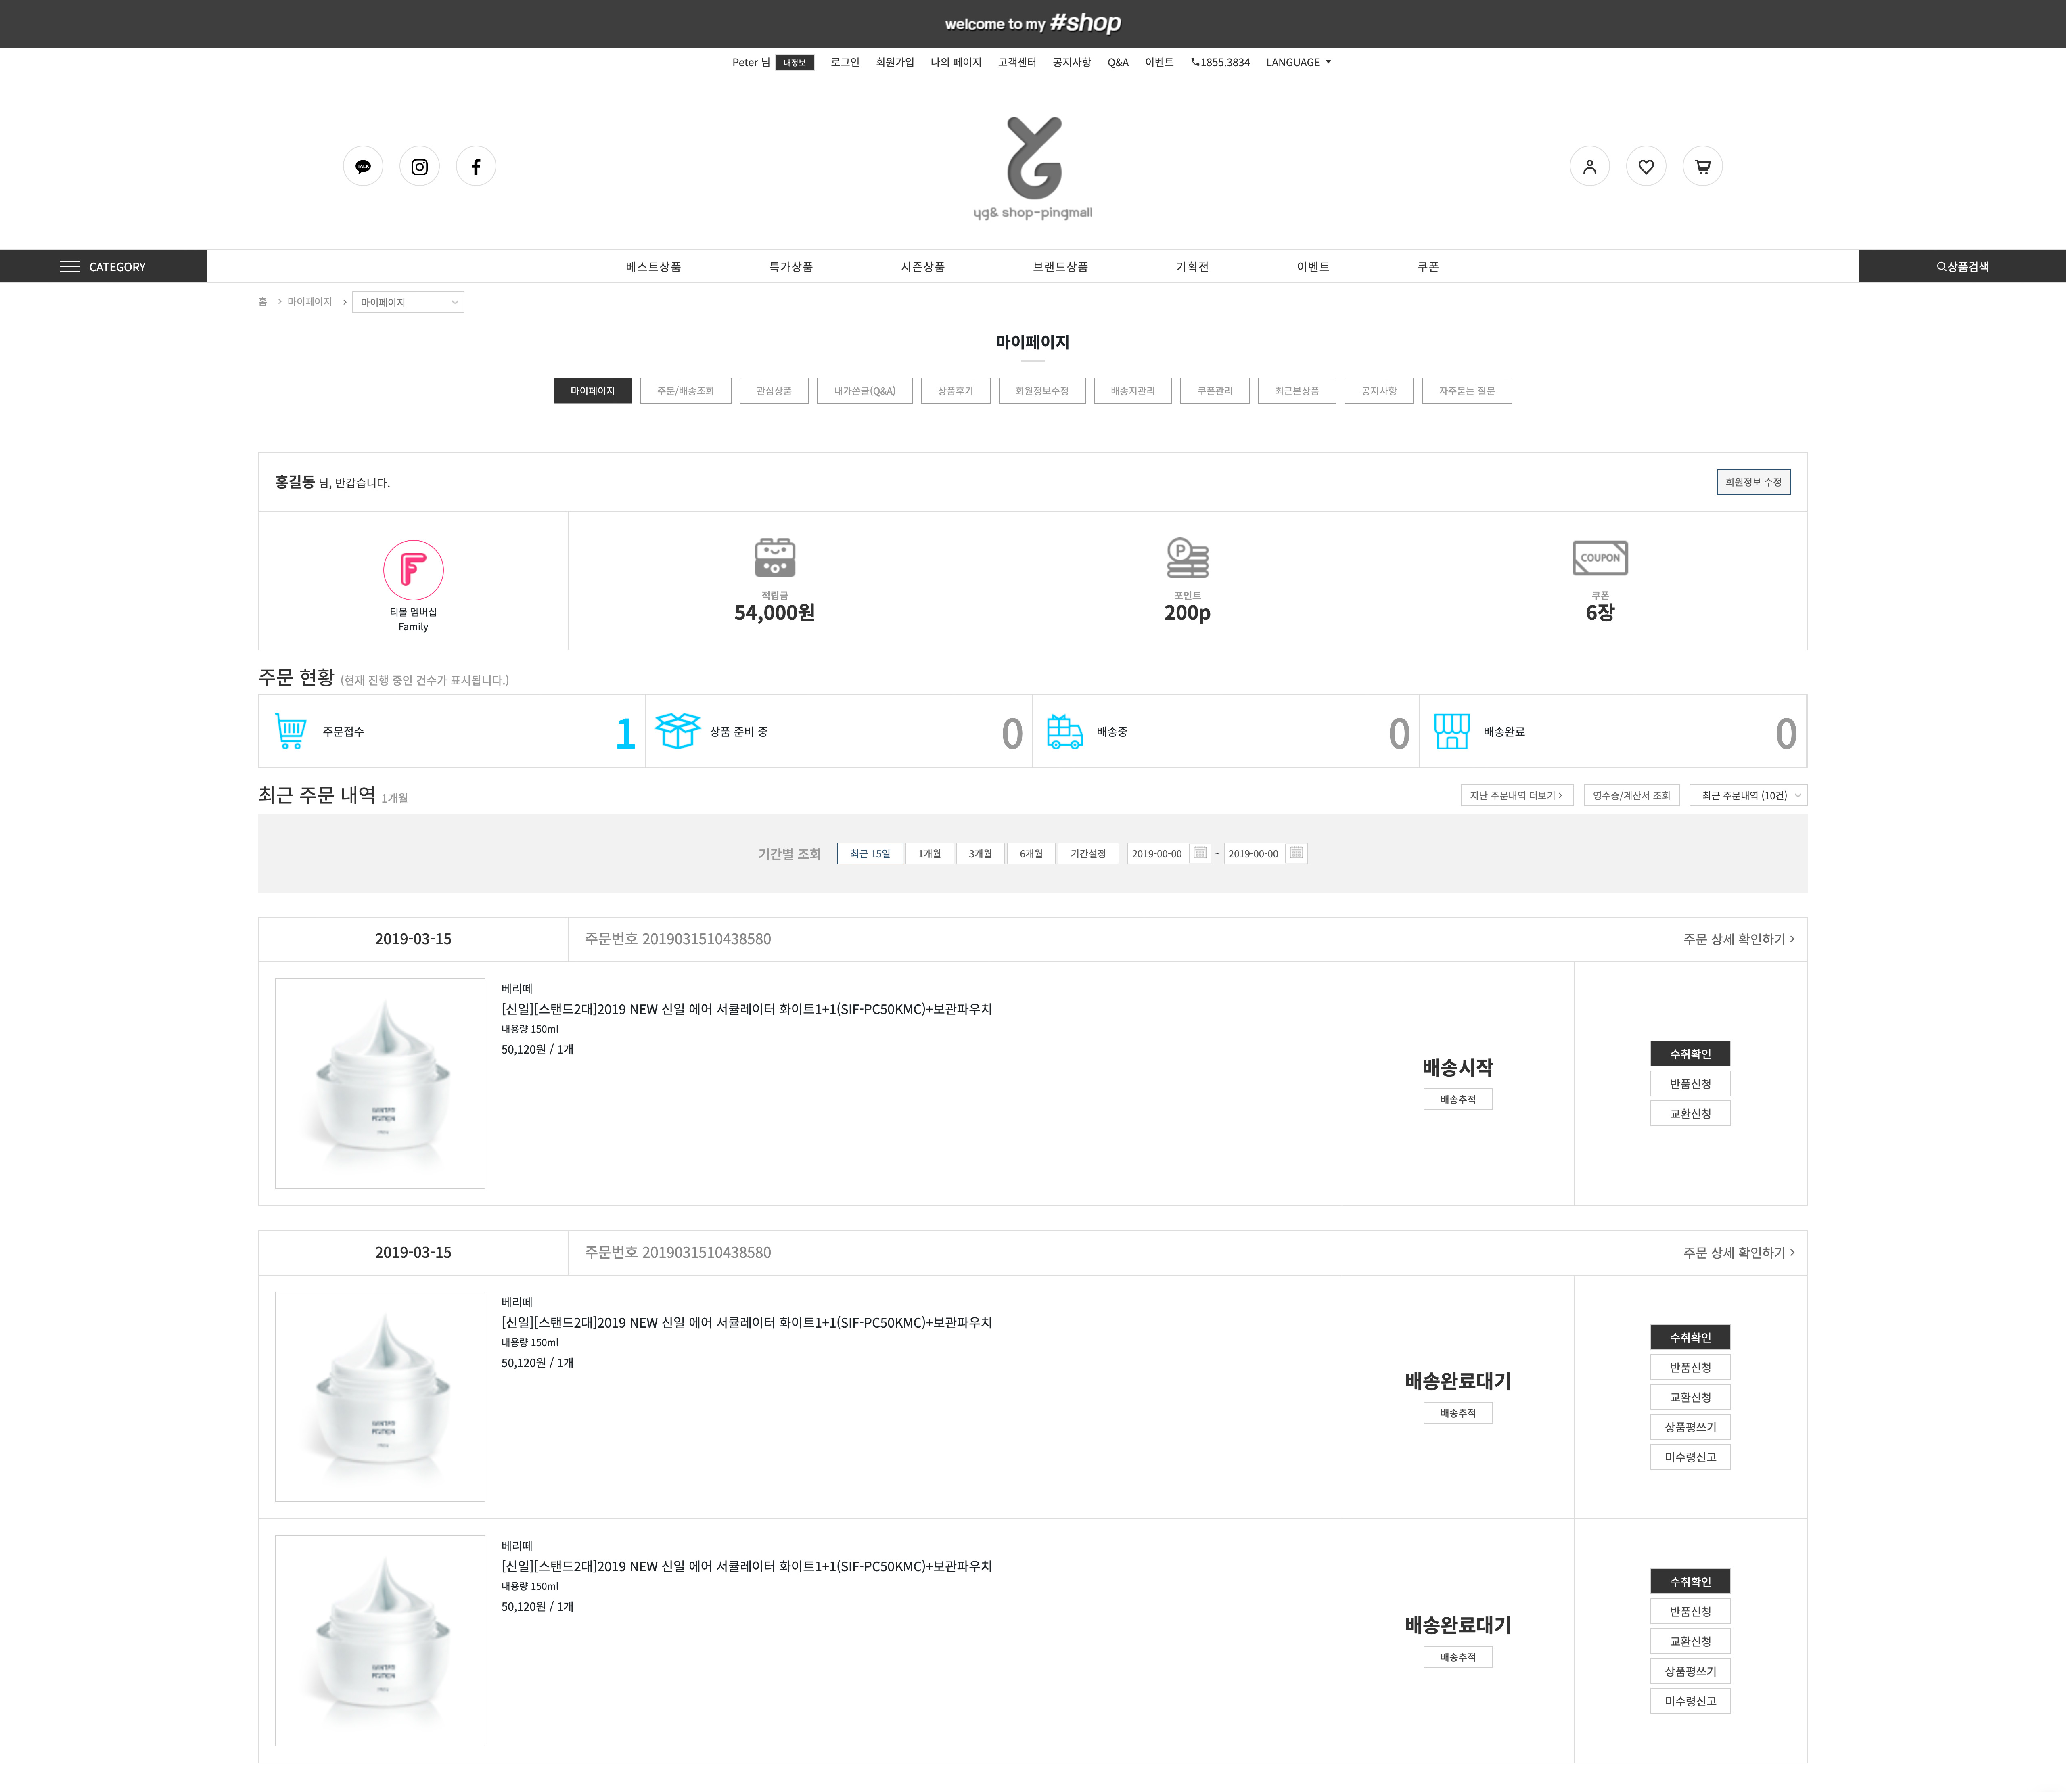 welcome to my #shop
Peter 님 내정보 로그인 회원가입 나의 페이지 고객센터 공지사항 Q&A 이벤트 1855.3834 LANGUAGE
TALK
YG
yg& shop-pingmall
CATEGORY 베스트상품 특가상품 시즌상품 브랜드상품 기획전 이벤트 쿠폰 상품검색
홈 > 마이페이지 > 마이페이지
마이페이지
마이페이지 주문/배송조회 관심상품 내가쓴글(Q&A) 상품후기 회원정보수정 배송지관리 쿠폰관리 최근본상품 공지사항 자주묻는 질문
홍길동 님, 반갑습니다. 회원정보 수정
F
티몰 멤버십
Family
적립금
54,000원
P
포인트
200p
COUPON
쿠폰
6장
주문 현황 (현재 진행 중인 건수가 표시됩니다.)
주문접수 1 상품 준비 중 0 배송중 0 배송완료 0
최근 주문 내역 1개월 지난 주문내역 더보기 > 영수증/계산서 조회 최근 주문내역 (10건)
기간별 조회 최근 15일 1개월 3개월 6개월 기간설정 2019-00-00 ~ 2019-00-00
2019-03-15 주문번호 2019031510438580 주문 상세 확인하기 >
베리떼
[신일][스탠드2대]2019 NEW 신일 에어 서큘레이터 화이트1+1(SIF-PC50KMC)+보관파우치
내용량 150ml
50,120원 / 1개
배송시작
배송추적
수취확인
반품신청
교환신청
2019-03-15 주문번호 2019031510438580 주문 상세 확인하기 >
베리떼
[신일][스탠드2대]2019 NEW 신일 에어 서큘레이터 화이트1+1(SIF-PC50KMC)+보관파우치
내용량 150ml
50,120원 / 1개
배송완료대기
배송추적
수취확인
반품신청
교환신청
상품평쓰기
미수령신고
베리떼
[신일][스탠드2대]2019 NEW 신일 에어 서큘레이터 화이트1+1(SIF-PC50KMC)+보관파우치
내용량 150ml
50,120원 / 1개
배송완료대기
배송추적
수취확인
반품신청
교환신청
상품평쓰기
미수령신고